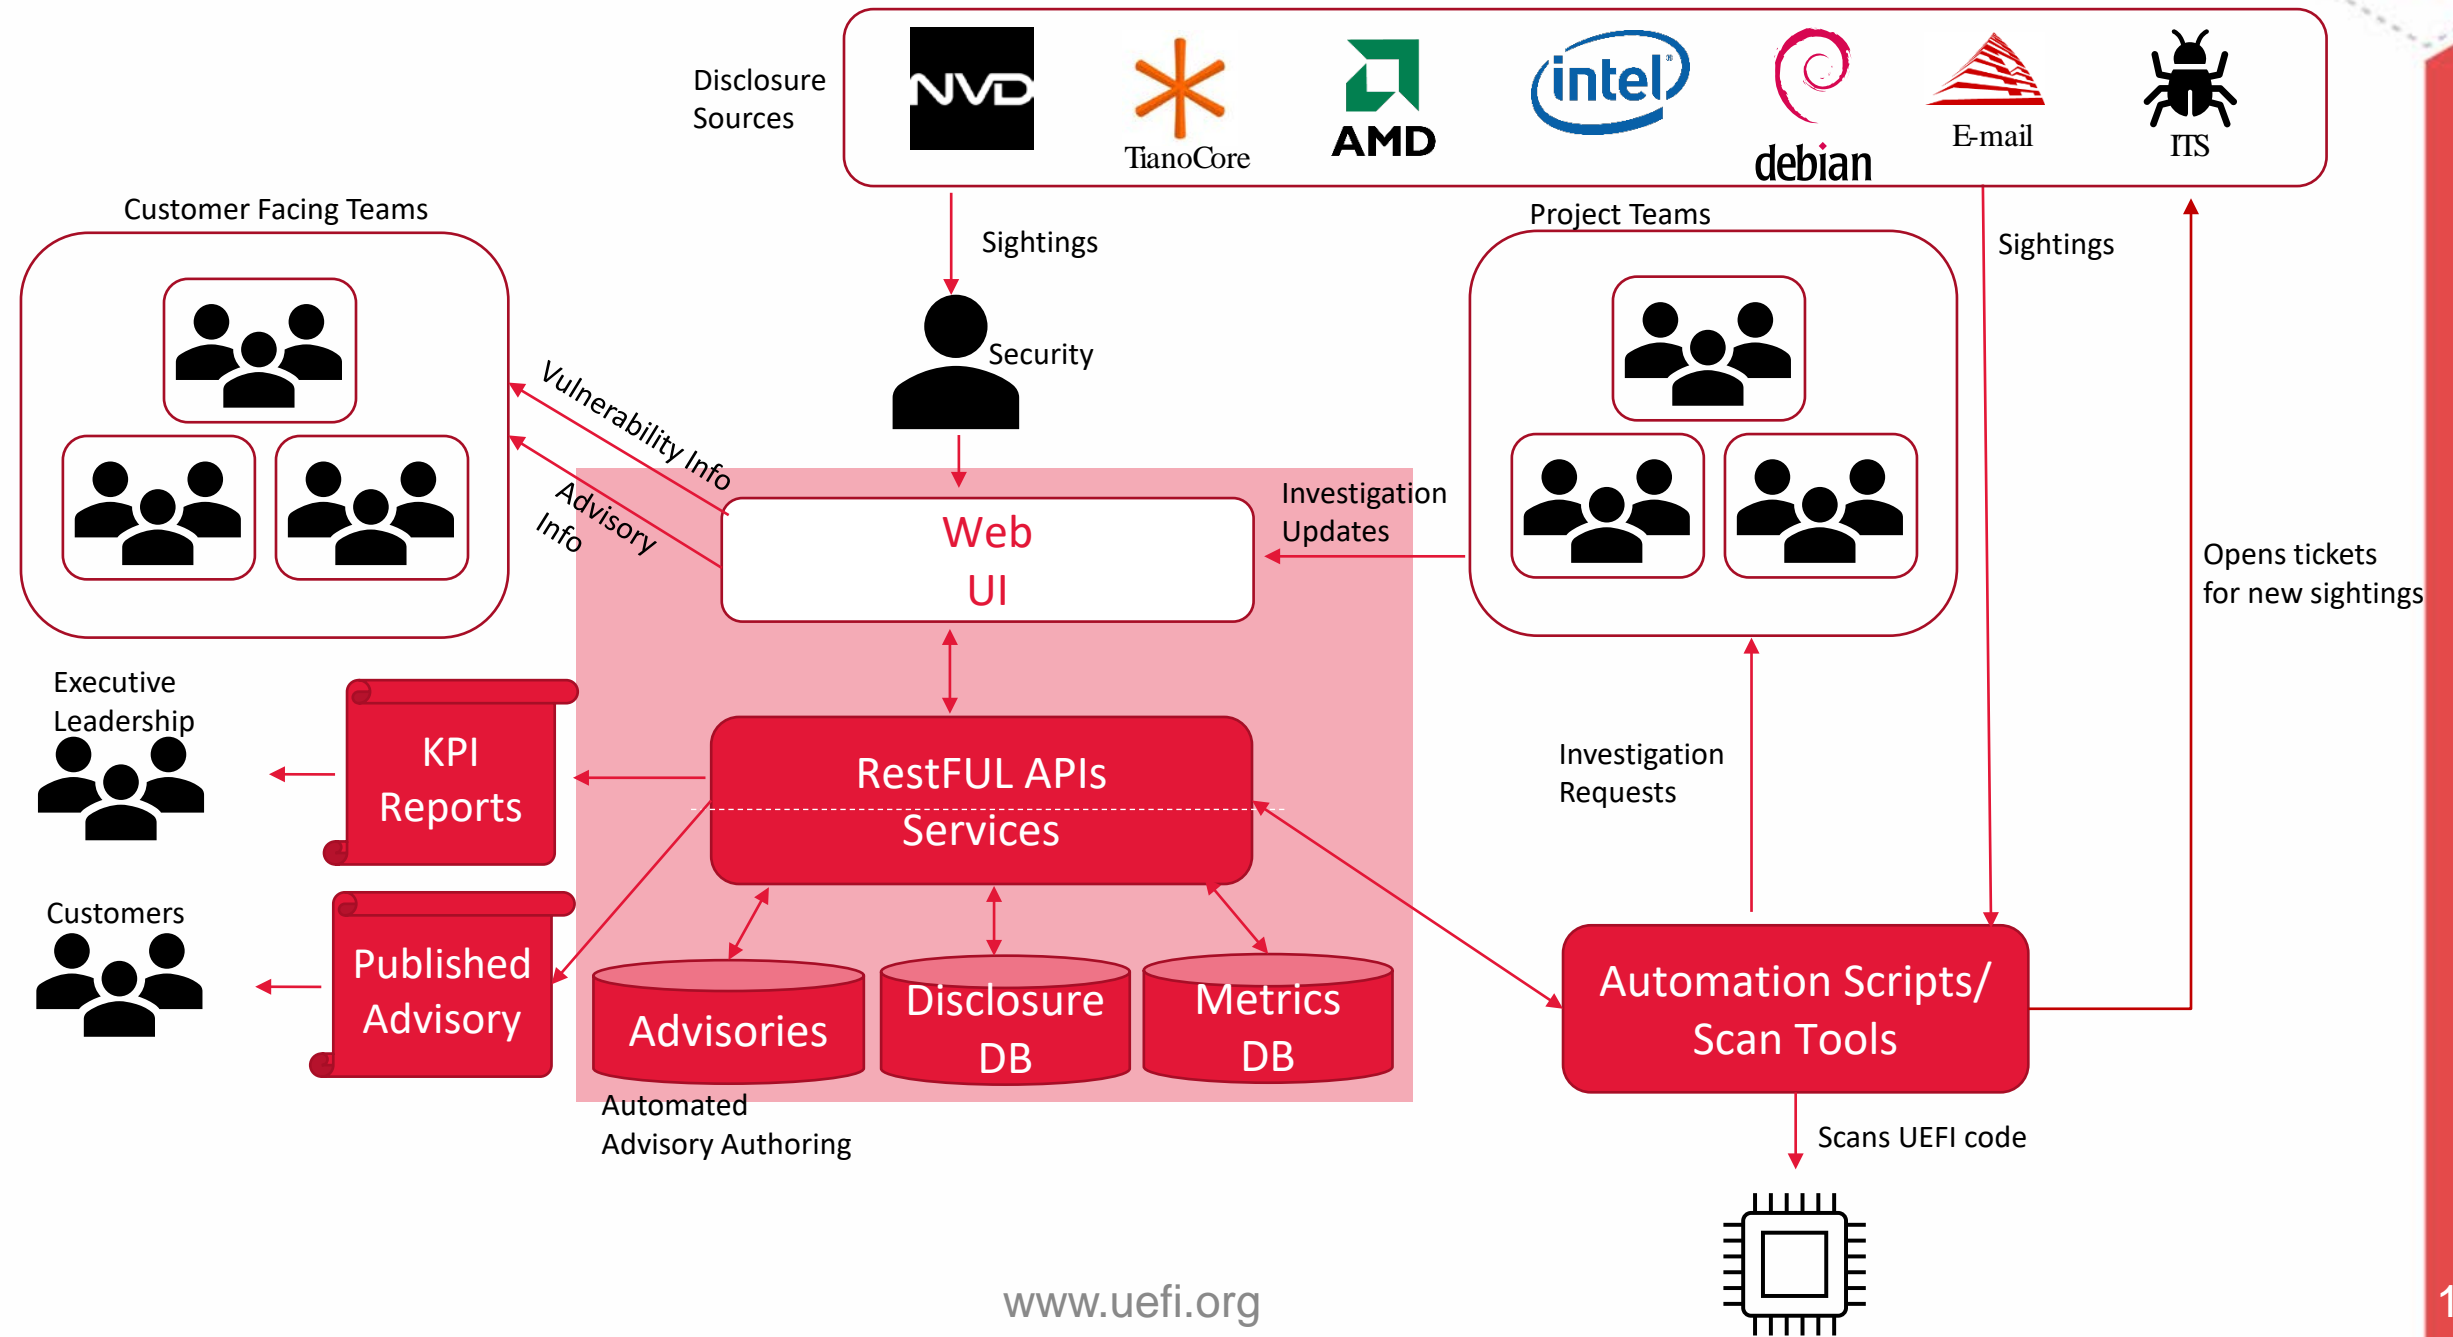 Disclosure
Sources
NVD
TianoCore
AMD
intel
debian
E-mail
ITS
Customer Facing Teams
Sightings
Security
Project Teams
Sightings
Vulnerability Info
Advisory
Info
Web
UI
Investigation
Updates
Opens tickets
for new sightings
Executive
Leadership
KPI
Reports
RestFUL APIs
Services
Investigation
Requests
Customers
Published
Advisory
Advisories
Disclosure
DB
Metrics
DB
Automation Scripts/
Scan Tools
Automated
Advisory Authoring
Scans UEFI code
www.uefi.org
1